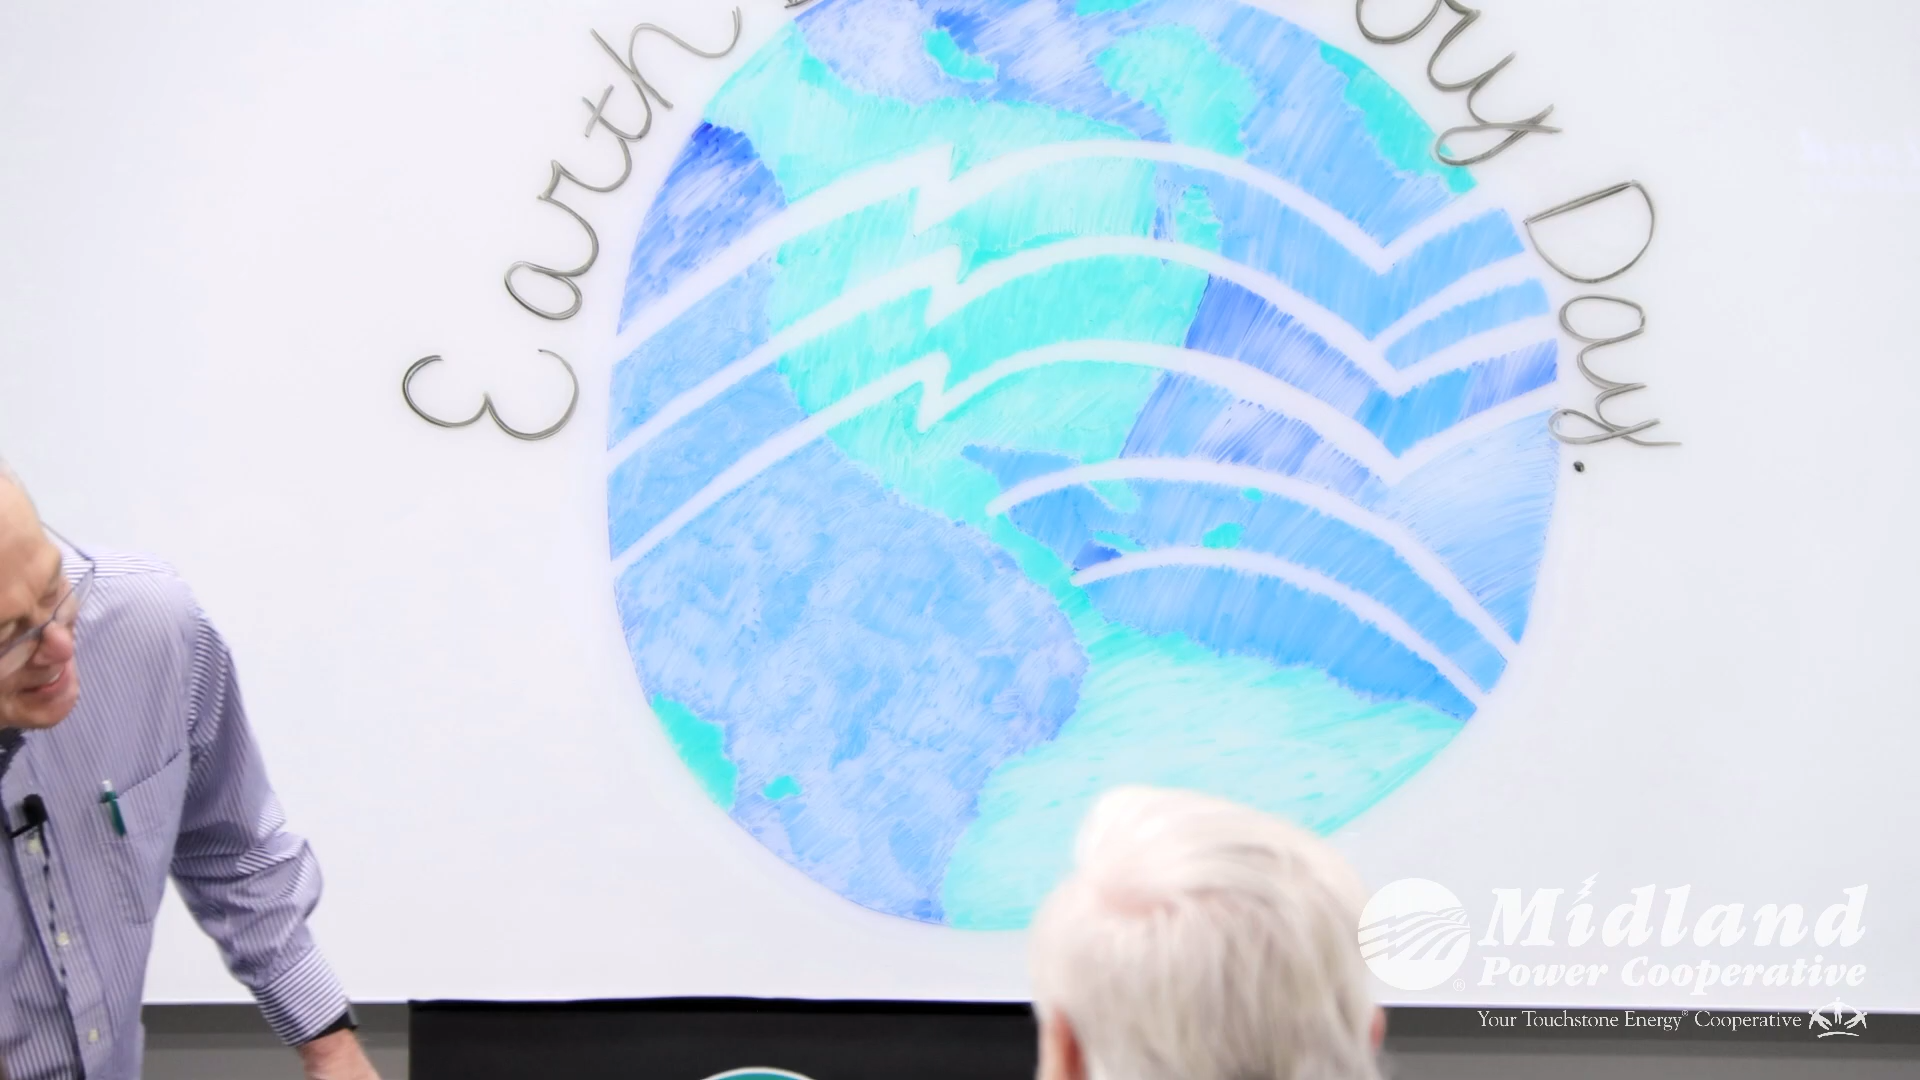 Earth
Day.
Midland
Power Cooperative
Your Touchstone Energy® Cooperative